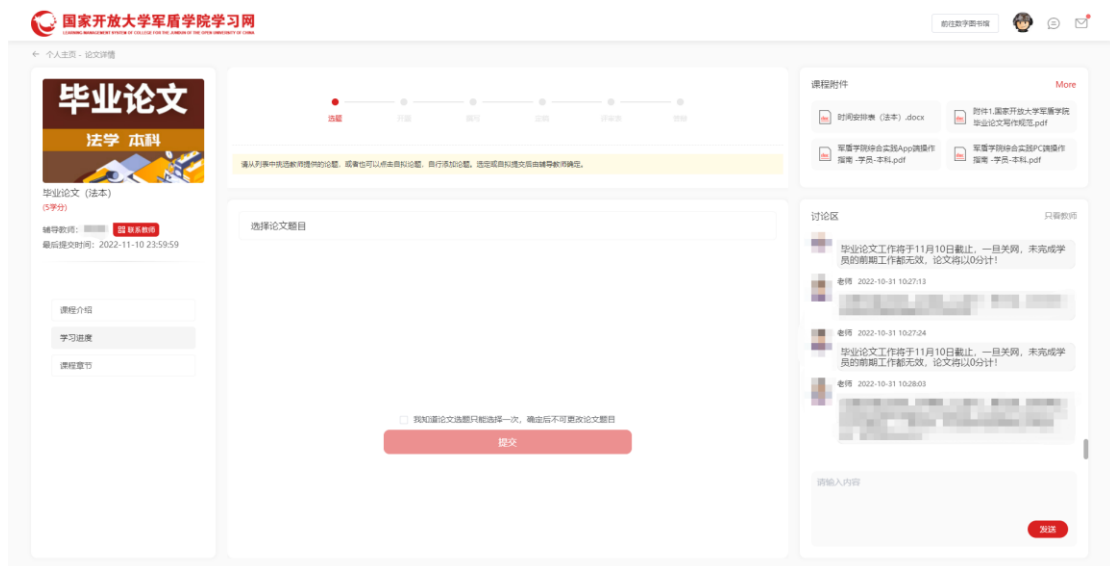 国家开放大学军盾学院学习网
LEARNING MANAGEMENT SYSTEM OF COLLEGE FOR THE JUNDUN OF THE OPEN UNIVERSITY OF CHINA
前往数字图书馆
← 个人主页 - 论文详情
毕业论文
法学 本科
毕业论文（法本）
(5学分)
辅导教师：
联系教师
最后提交时间：2022-11-10 23:59:59
课程介绍
学习进度
课程章节
选题
开题
请从列表中挑选教师提供的论题，或者也可以点击自拟论题，自行添加论题。选定或自拟提交后由辅导教师确定。
选择论文题目
我知道论文选题只能选择一次，确定后不可更改论文题目
提交
课程附件
More
时间安排表（法本）.docx
附件1.国家开放大学军盾学院
毕业论文写作规范.pdf
军盾学院综合实践App端操作
指南 -学员-本科.pdf
军盾学院综合实践PC端操作
指南 -学员-本科.pdf
讨论区
只看教师
毕业论文工作将于11月10日截止，一旦关网，未完成学
员的前期工作都无效，论文将以0分计！
老师 2022-10-31 10:27:13
老师 2022-10-31 10:27:24
毕业论文工作将于11月10日截止，一旦关网，未完成学
员的前期工作都无效，论文将以0分计！
老师 2022-10-31 10:28:03
请输入内容
发送